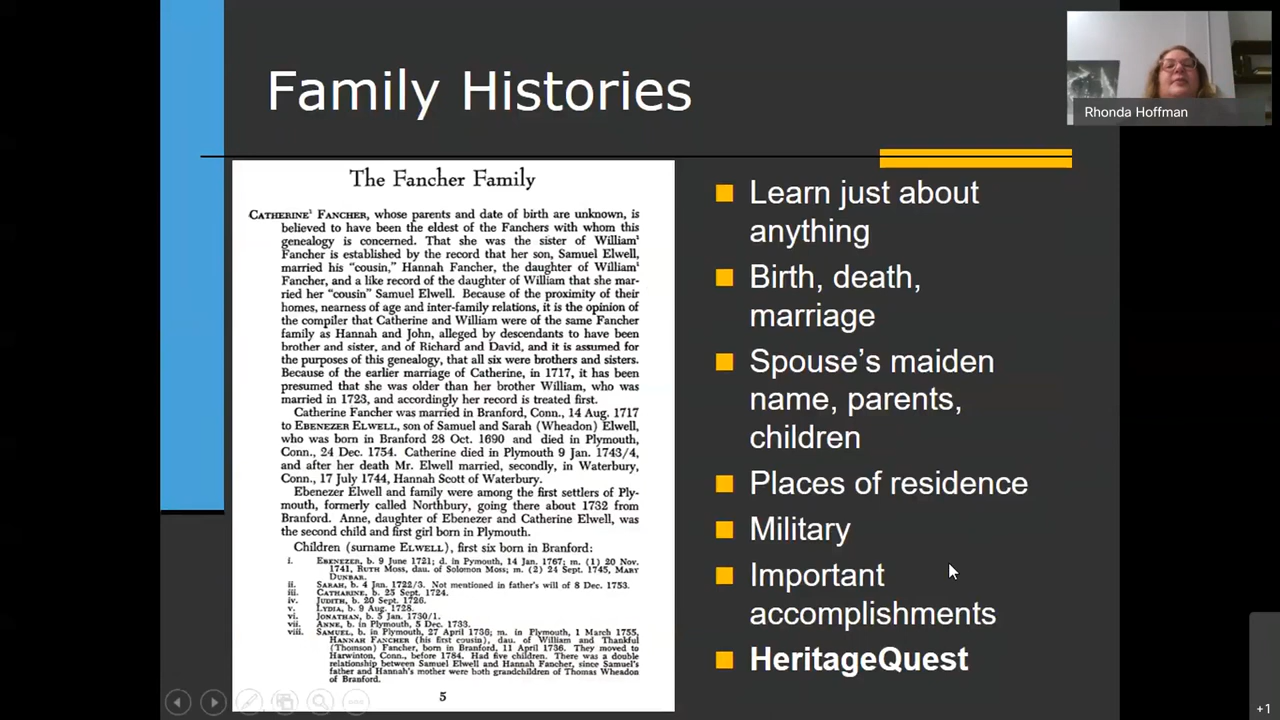 Family Histories
Rhonda Hoffman
The Fancher Family
CATHERINE¹ FANCHER, whose parents and date of birth are unknown, is
believed to have been the eldest of the Fanchers with whom this
genealogy is concerned. That she was the sister of William¹
Fancher is established by the record that her son, Samuel Elwell,
married his "cousin," Hannah Fancher, the daughter of William¹
Fancher, and a like record of the daughter of William that she mar-
ried her "cousin" Samuel Elwell. Because of the proximity of their
homes, nearness of age and inter-family relations, it is the opinion of
the compiler that Catherine and William were of the same Fancher
family as Hannah and John, alleged by descendants to have been
brother and sister, and of Richard and David, and it is assumed for
the purposes of this genealogy, that all six were brothers and sisters.
Because of the earlier marriage of Catherine, in 1717, it has been
presumed that she was older than her brother William, who was
married in 1723, and accordingly her record is treated first.
Catherine Fancher was married in Branford, Conn., 14 Aug. 1717
to EBENEZER ELWELL, son of Samuel and Sarah (Wheadon) Elwell,
who was born in Branford 28 Oct. 1690 and died in Plymouth,
Conn., 24 Dec. 1754. Catherine died in Plymouth 9 Jan. 1743/4,
and after her death Mr. Elwell married, secondly, in Waterbury,
Conn., 17 July 1744, Hannah Scott of Waterbury.
Ebenezer Elwell and family were among the first settlers of Ply-
mouth, formerly called Northbury, going there about 1732 from
Branford. Anne, daughter of Ebenezer and Catherine Elwell, was
the second child and first girl born in Plymouth.
Children (surname ELWELL), first six born in Branford:
i. EBENEZER, b. 9 June 1721; d. in Pymouth, 14 Jan. 1767; m. (1) 20 Nov.
1741, RUTH MOSS, dau. of Solomon Moss; m. (2) 24 Sept. 1745, MARY
DUNBAR.
ii. SARAH, b. 4 Jan. 1722/3. Not mentioned in father's will of 8 Dec. 1753.
iii. CATHARINE, b. 25 Sept. 1724.
iv. JUDITH, b. 20 Sept. 1726.
v. LYDIA, b. 9 Aug. 1728.
vi. JONATHAN, b. 5 Jan. 1730/1.
vii. ANNE, b. in Plymouth, 5 Dec. 1733.
viii. SAMUEL, b. in Plymouth, 27 April 1736; m. in Plymouth, 1 March 1755,
HANNAH FANCHER (his first cousin), dau. of William and Thankful
(Thomson) Fancher, born in Branford, 11 April 1736. They moved to
Harwinton, Conn., before 1784. Had five children. There was a double
relationship between Samuel Elwell and Hannah Fancher, since Samuel's
father and Hannah's mother were both grandchildren of Thomas Wheadon
of Branford.
5
Learn just about
anything
Birth, death,
marriage
Spouse's maiden
name, parents,
children
Places of residence
Military
Important
accomplishments
HeritageQuest
+1